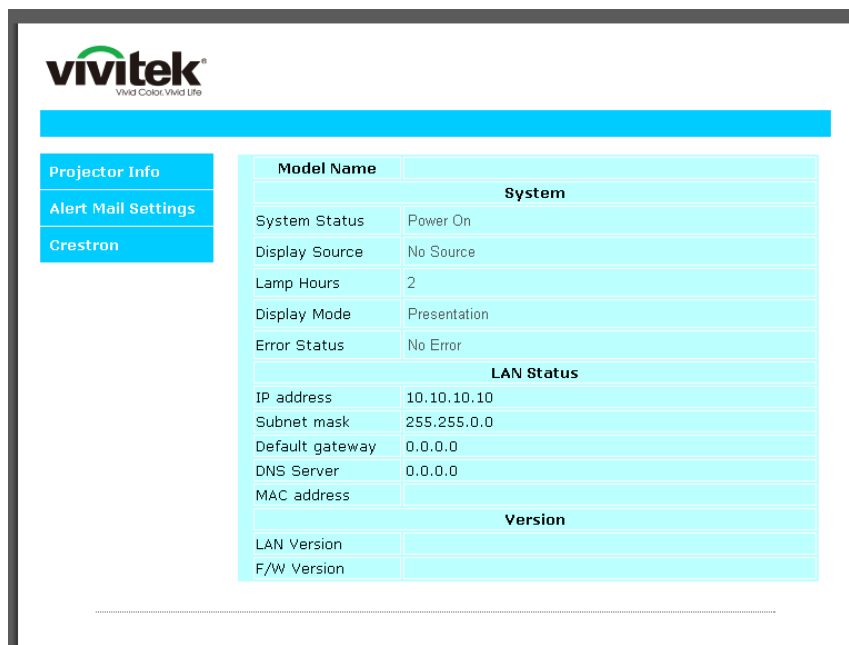 vivitek®
Vivid Color. Vivid Life
Projector Info
Alert Mail Settings
Crestron
Model Name
System
System Status Power On
Display Source No Source
Lamp Hours 2
Display Mode Presentation
Error Status No Error
LAN Status
IP address 10.10.10.10
Subnet mask 255.255.0.0
Default gateway 0.0.0.0
DNS Server 0.0.0.0
MAC address
Version
LAN Version
F/W Version